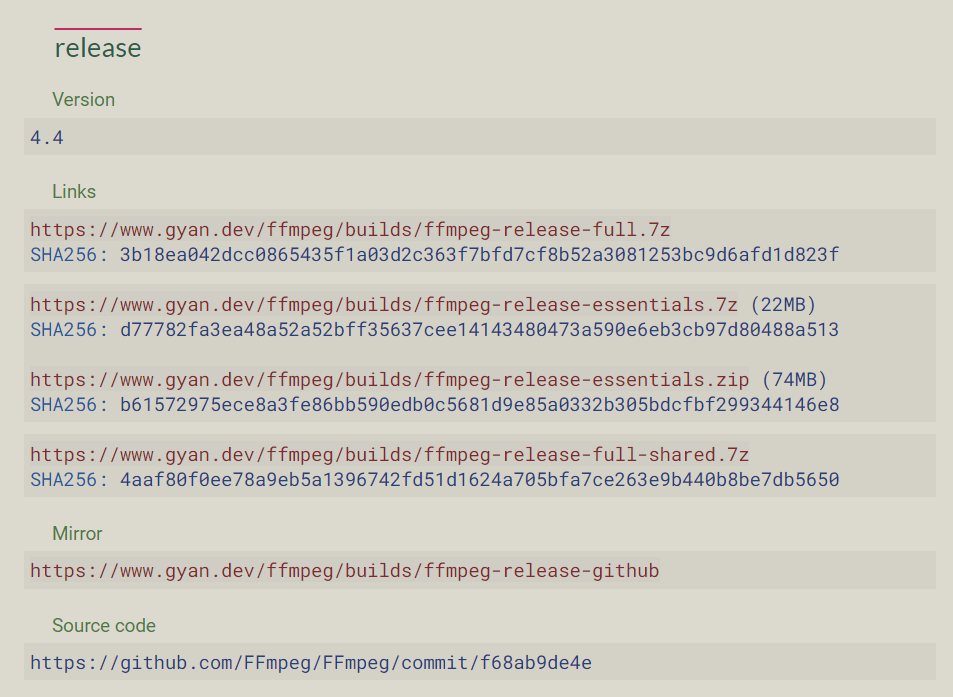 release
Version
4.4
Links
https://www.gyan.dev/ffmpeg/builds/ffmpeg-release-full.7z
SHA256: 3b18ea042dcc0865435f1a03d2c363f7bfd7cf8b52a3081253bc9d6afd1d823f
https://www.gyan.dev/ffmpeg/builds/ffmpeg-release-essentials.7z (22MB)
SHA256: d77782fa3ea48a52a52bff35637cee14143480473a590e6eb3cb97d80488a513
https://www.gyan.dev/ffmpeg/builds/ffmpeg-release-essentials.zip (74MB)
SHA256: b61572975ece8a3fe86bb590edb0c5681d9e85a0332b305bdcfbf299344146e8
https://www.gyan.dev/ffmpeg/builds/ffmpeg-release-full-shared.7z
SHA256: 4aaf80f0ee78a9eb5a1396742fd51d1624a705bfa7ce263e9b440b8be7db5650
Mirror
https://www.gyan.dev/ffmpeg/builds/ffmpeg-release-github
Source code
https://github.com/FFmpeg/FFmpeg/commit/f68ab9de4e